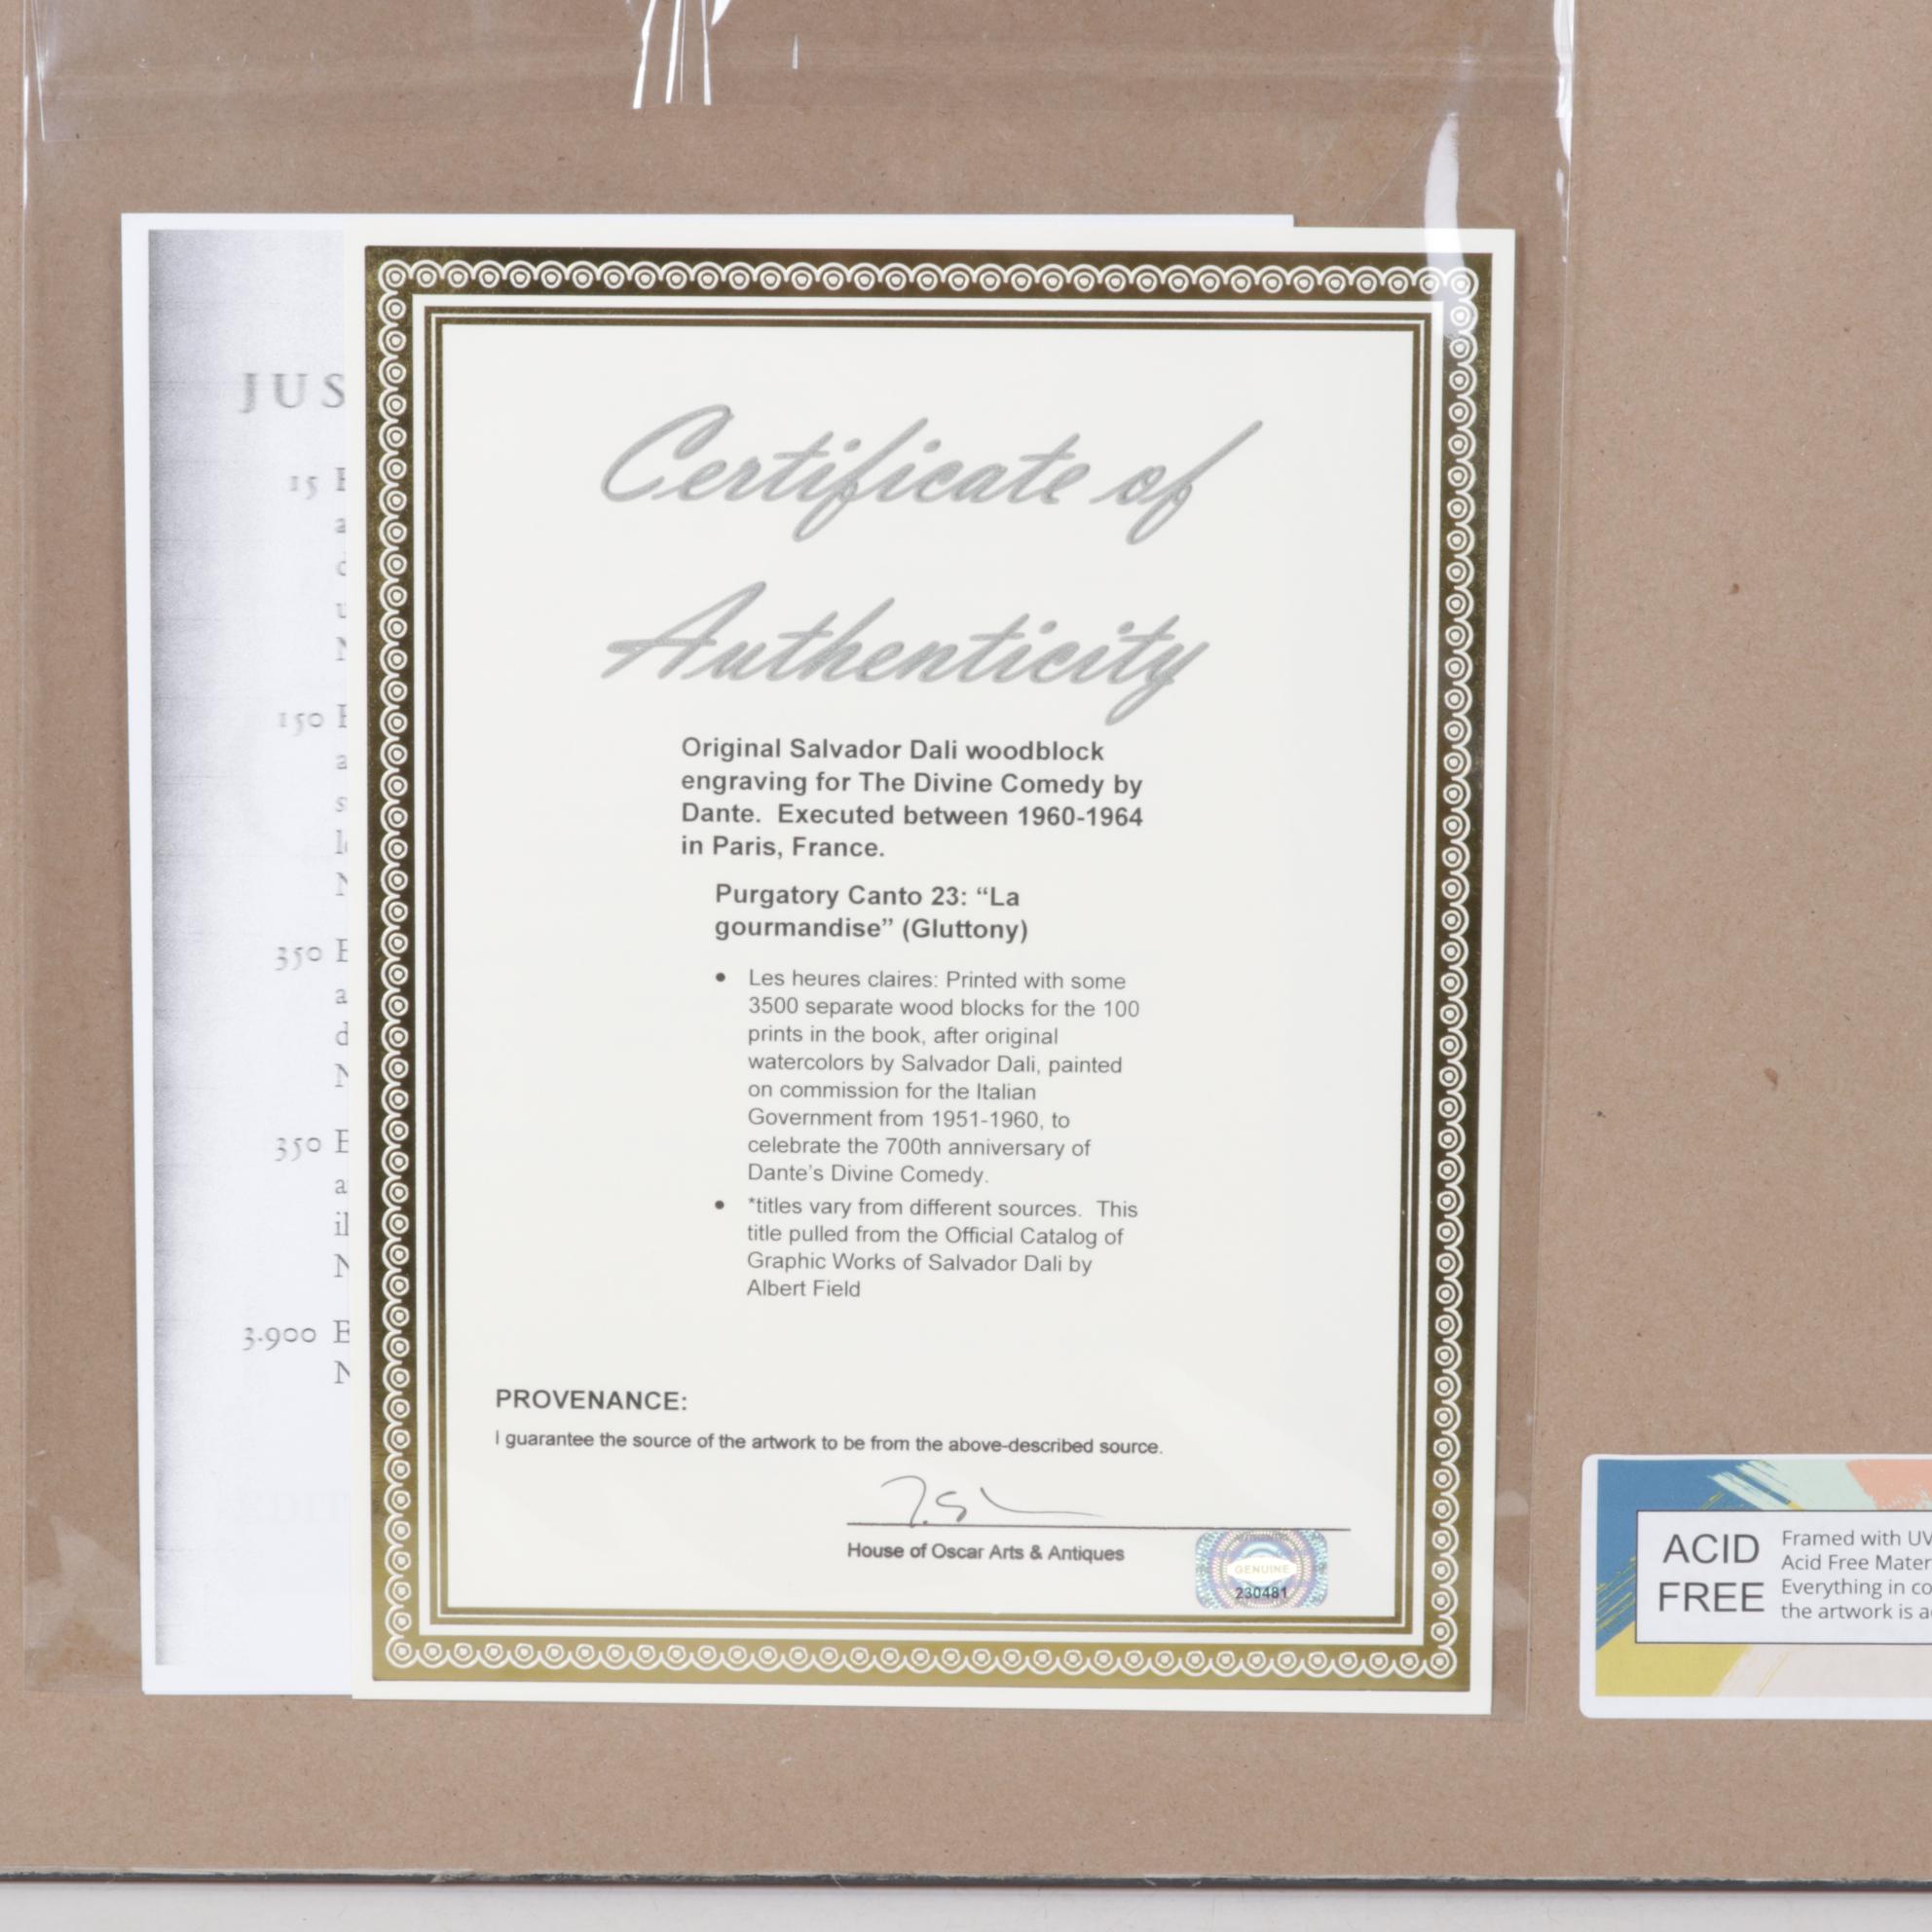 JUS
15 E
a
d
u
N
150 E
a
s
l
N
350 E
a
d
N
350 E
a
il
N
3.900 E
N
Certificate of
Authenticity
Original Salvador Dali woodblock
engraving for The Divine Comedy by
Dante. Executed between 1960-1964
in Paris, France.
Purgatory Canto 23: “La
gourmandise” (Gluttony)
• Les heures claires: Printed with some
3500 separate wood blocks for the 100
prints in the book, after original
watercolors by Salvador Dali, painted
on commission for the Italian
Government from 1951-1960, to
celebrate the 700th anniversary of
Dante’s Divine Comedy.
• *titles vary from different sources. This
title pulled from the Official Catalog of
Graphic Works of Salvador Dali by
Albert Field
PROVENANCE:
I guarantee the source of the artwork to be from the above-described source.
House of Oscar Arts & Antiques
GENUINE
230481
ACID
FREE
Framed with UV
Acid Free Mater
Everything in co
the artwork is a